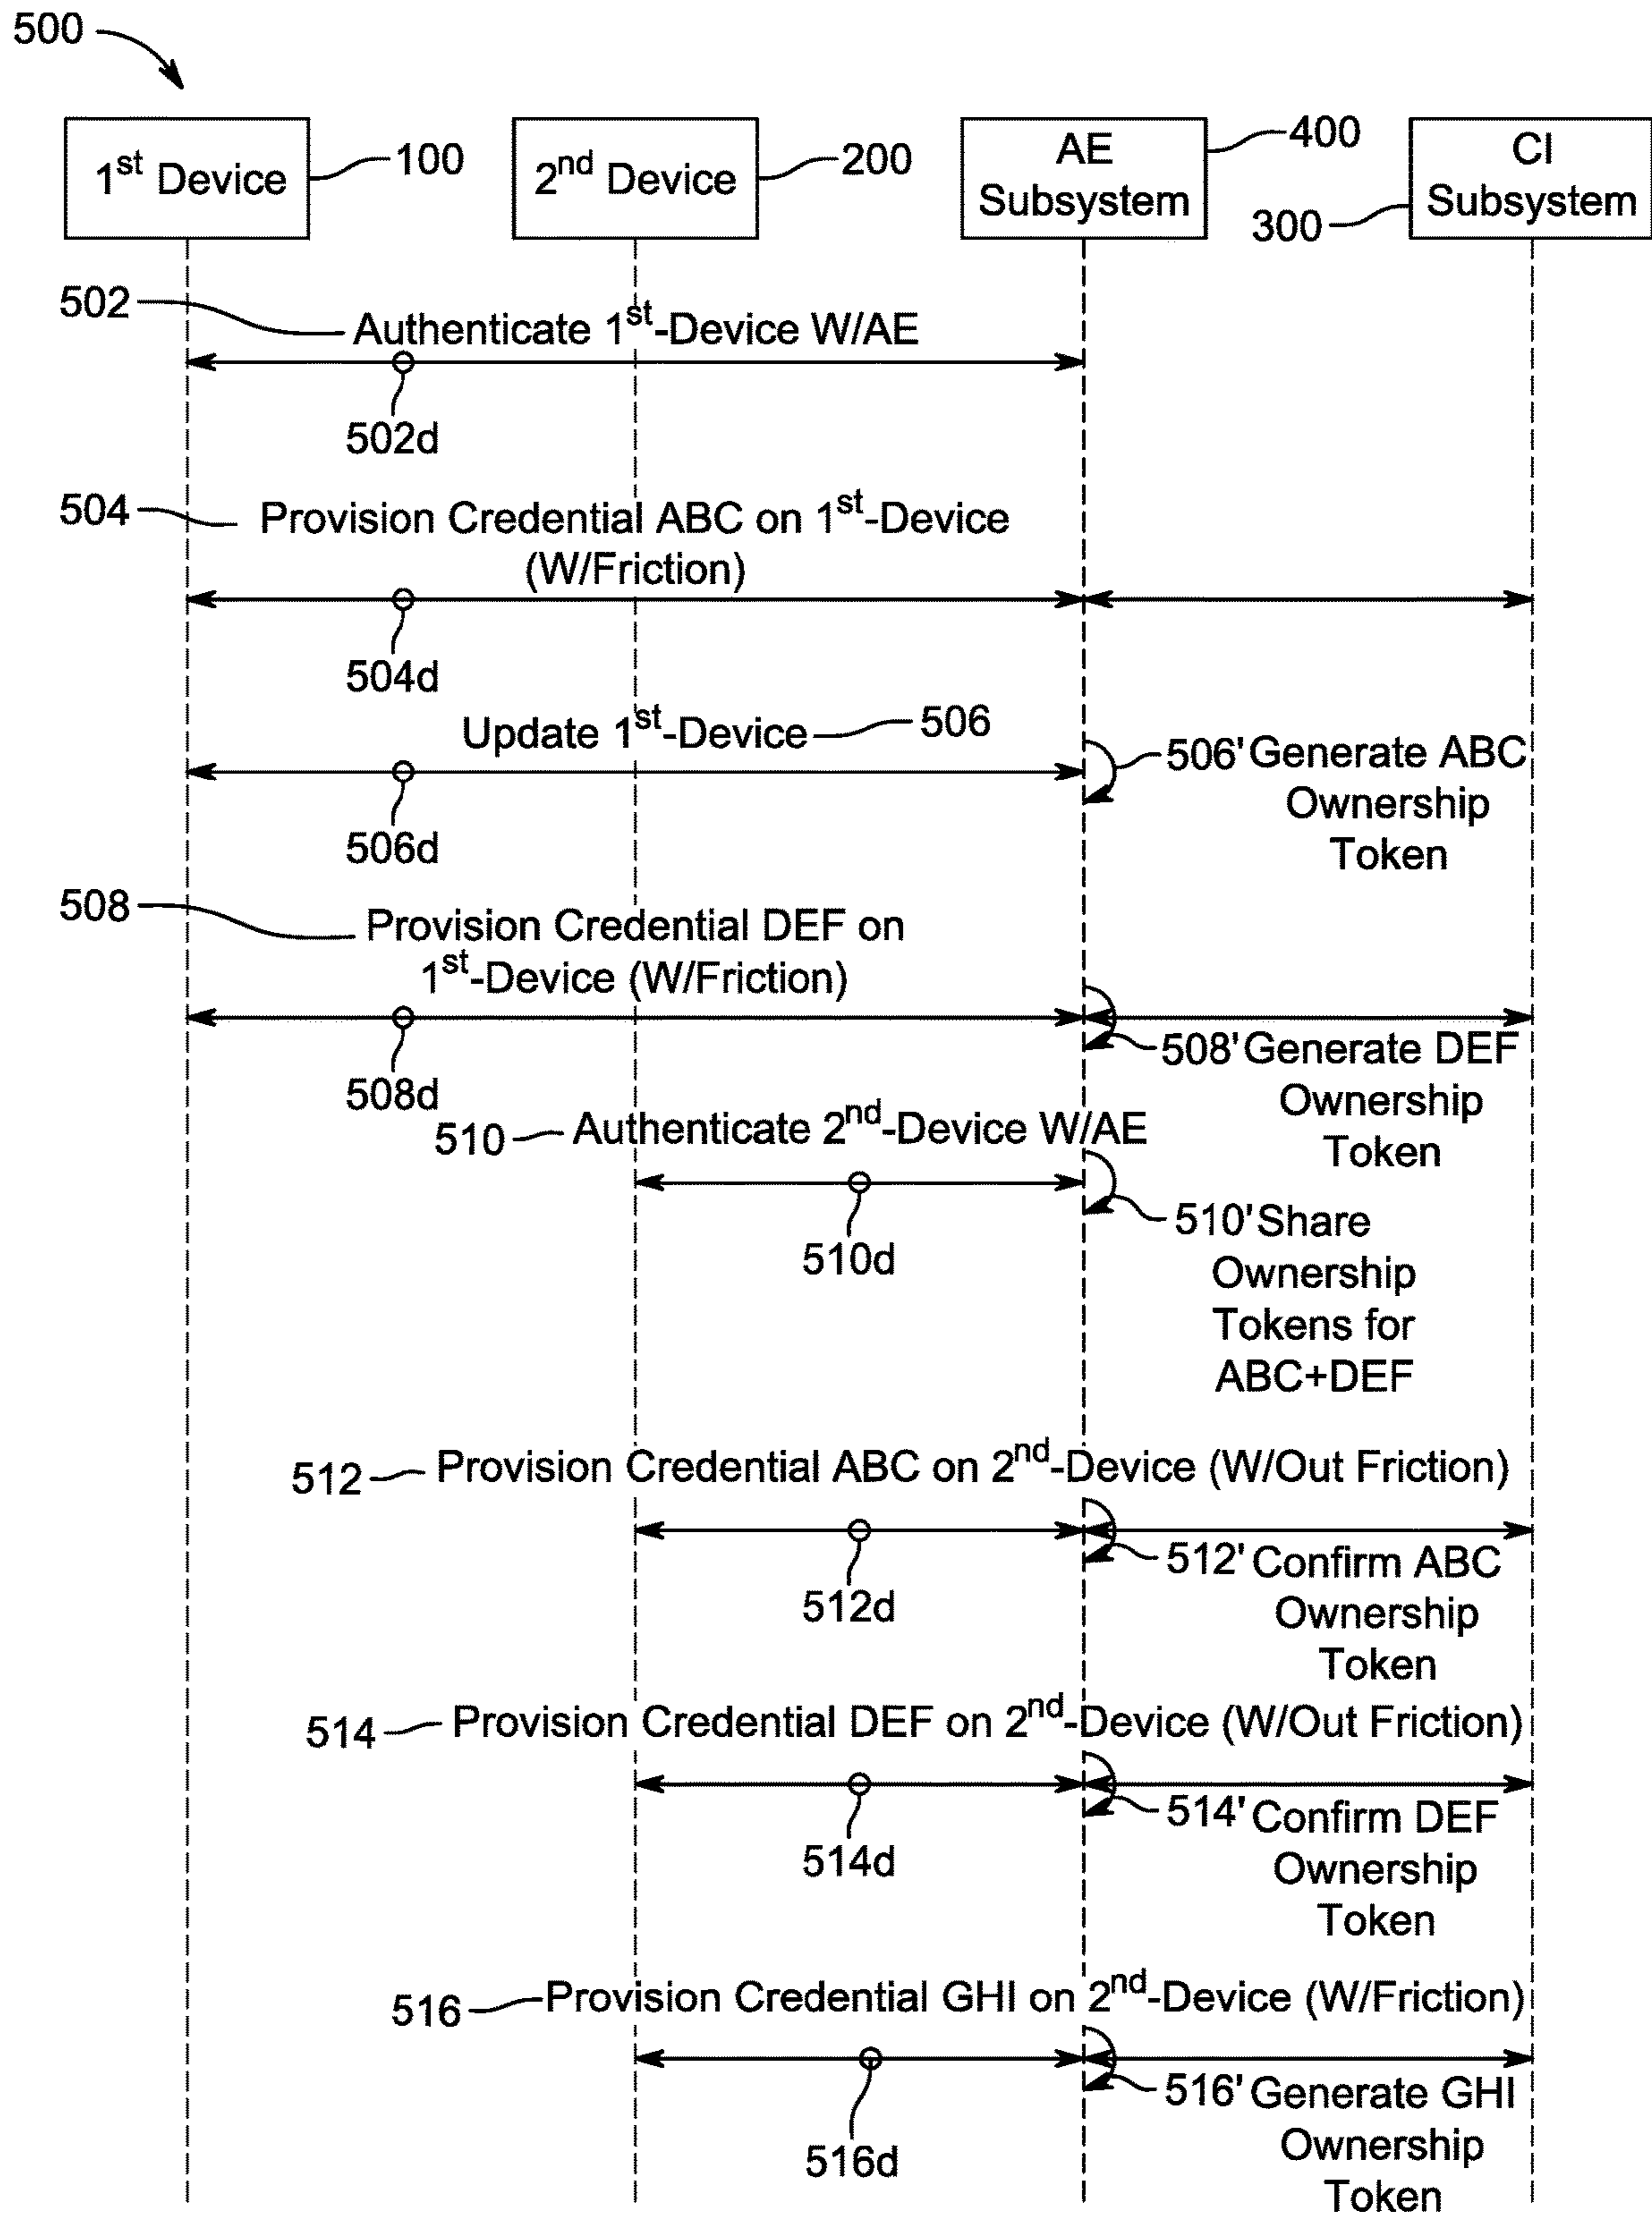 500
1st Device
100
2nd Device
200
AE
Subsystem
400
300
CI
Subsystem
502
Authenticate 1st-Device W/AE
502d
504
Provision Credential ABC on 1st-Device
(W/Friction)
504d
Update 1st-Device
506
506' Generate ABC
Ownership
Token
506d
508
Provision Credential DEF on
1st-Device (W/Friction)
508' Generate DEF
Ownership
Token
508d
510
Authenticate 2nd-Device W/AE
510d
510' Share
Ownership
Tokens for
ABC+DEF
512
Provision Credential ABC on 2nd-Device (W/Out Friction)
512d
512' Confirm ABC
Ownership
Token
514
Provision Credential DEF on 2nd-Device (W/Out Friction)
514d
514' Confirm DEF
Ownership
Token
516
Provision Credential GHI on 2nd-Device (W/Friction)
516d
516' Generate GHI
Ownership
Token